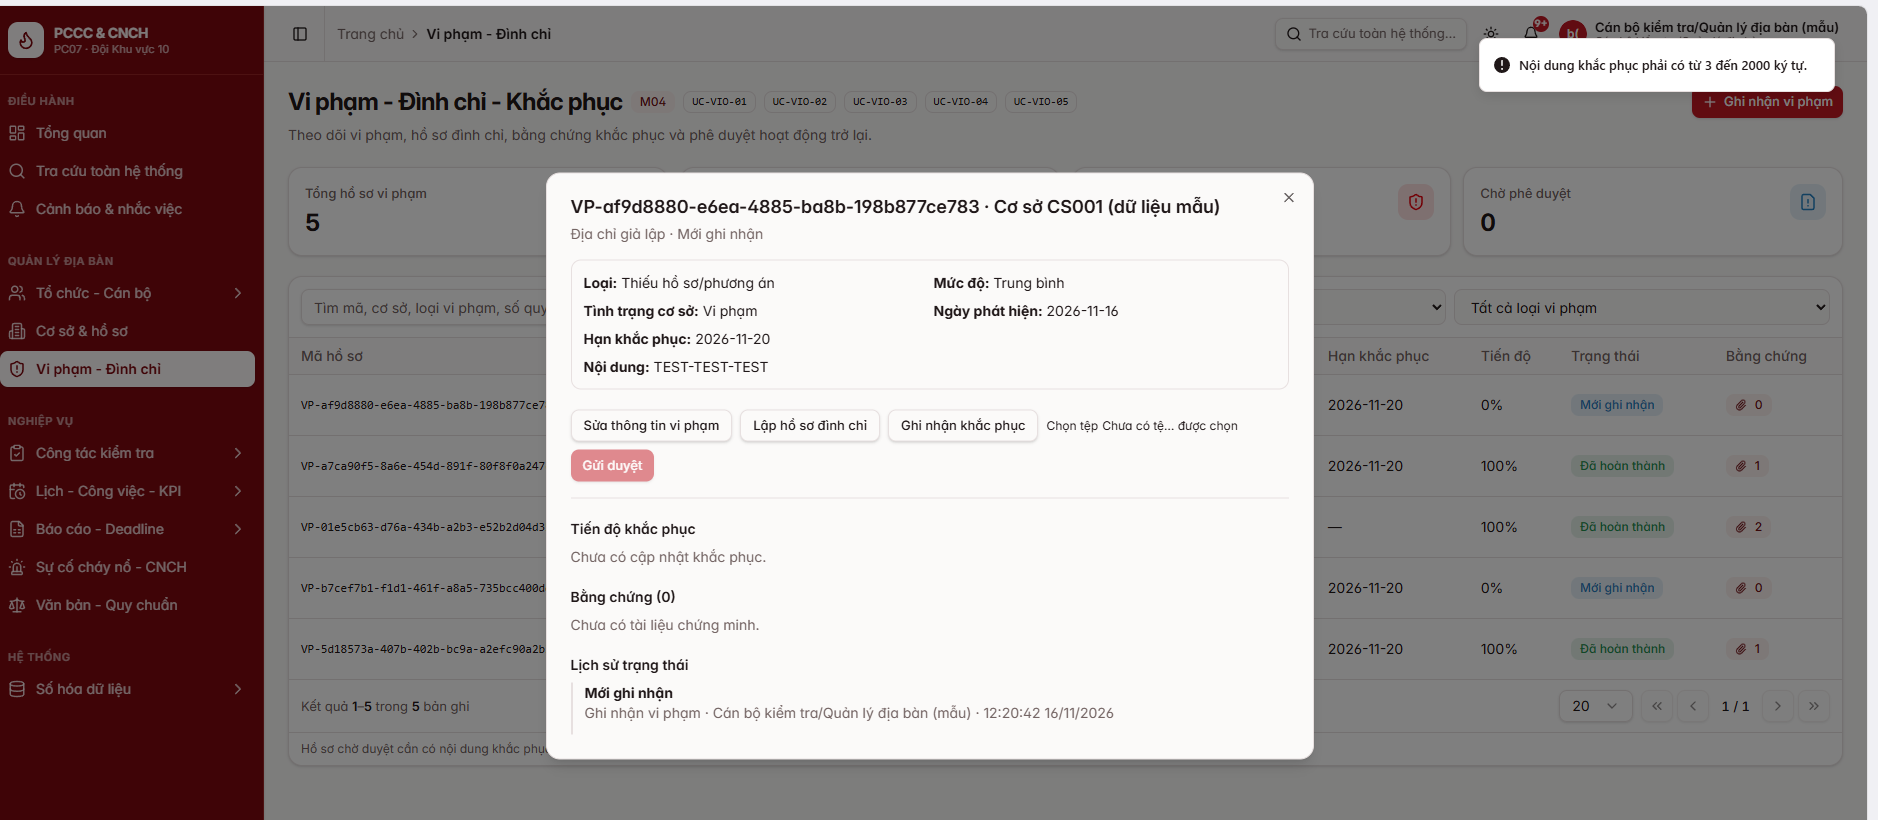 PCCC & CNCH
PC07 · Đội Khu vực 10
ĐIỀU HÀNH
Tổng quan
Tra cứu toàn hệ thống
Cảnh báo & nhắc việc
QUẢN LÝ ĐỊA BÀN
Tổ chức - Cán bộ
Cơ sở & hồ sơ
Vi phạm - Đình chỉ
NGHIỆP VỤ
Công tác kiểm tra
Lịch - Công việc - KPI
Báo cáo - Deadline
Sự cố cháy nổ - CNCH
Văn bản - Quy chuẩn
HỆ THỐNG
Số hóa dữ liệu
Trang chủ > Vi phạm - Đình chỉ
Tra cứu toàn hệ thống...
9+
Cán bộ kiểm tra/Quản lý địa bàn (mẫu)
Nội dung khắc phục phải có từ 3 đến 2000 ký tự.
Vi phạm - Đình chỉ - Khắc phục M04 UC-VIO-01 UC-VIO-02 UC-VIO-03 UC-VIO-04 UC-VIO-05
+ Ghi nhận vi phạm
Theo dõi vi phạm, hồ sơ đình chỉ, bằng chứng khắc phục và phê duyệt hoạt động trở lại.
Tổng hồ sơ vi phạm
5
Chờ phê duyệt
0
Tìm mã, cơ sở, loại vi phạm, số quy
Tất cả loại vi phạm
Mã hồ sơ Hạn khắc phục Tiến độ Trạng thái Bằng chứng
VP-af9d8880-e6ea-4885-ba8b-198b877ce7 2026-11-20 0% Mới ghi nhận 0
VP-a7ca90f5-8a6e-454d-891f-80f8f0a247 2026-11-20 100% Đã hoàn thành 1
VP-01e5cb63-d76a-434b-a2b3-e52b2d04d3 — 100% Đã hoàn thành 2
VP-b7cef7b1-f1d1-461f-a8a5-735bcc400d 2026-11-20 0% Mới ghi nhận 0
VP-5d18573a-407b-402b-bc9a-a2efc90a2b 2026-11-20 100% Đã hoàn thành 1
Kết quả 1–5 trong 5 bản ghi
20 « ‹ 1 / 1 › »
Hồ sơ chờ duyệt cần có nội dung khắc phụ
VP-af9d8880-e6ea-4885-ba8b-198b877ce783 · Cơ sở CS001 (dữ liệu mẫu)
Địa chỉ giả lập · Mới ghi nhận
Loại: Thiếu hồ sơ/phương án
Mức độ: Trung bình
Tình trạng cơ sở: Vi phạm
Ngày phát hiện: 2026-11-16
Hạn khắc phục: 2026-11-20
Nội dung: TEST-TEST-TEST
Sửa thông tin vi phạm
Lập hồ sơ đình chỉ
Ghi nhận khắc phục
Chọn tệp Chưa có tệ... được chọn
Gửi duyệt
Tiến độ khắc phục
Chưa có cập nhật khắc phục.
Bằng chứng (0)
Chưa có tài liệu chứng minh.
Lịch sử trạng thái
Mới ghi nhận
Ghi nhận vi phạm · Cán bộ kiểm tra/Quản lý địa bàn (mẫu) · 12:20:42 16/11/2026